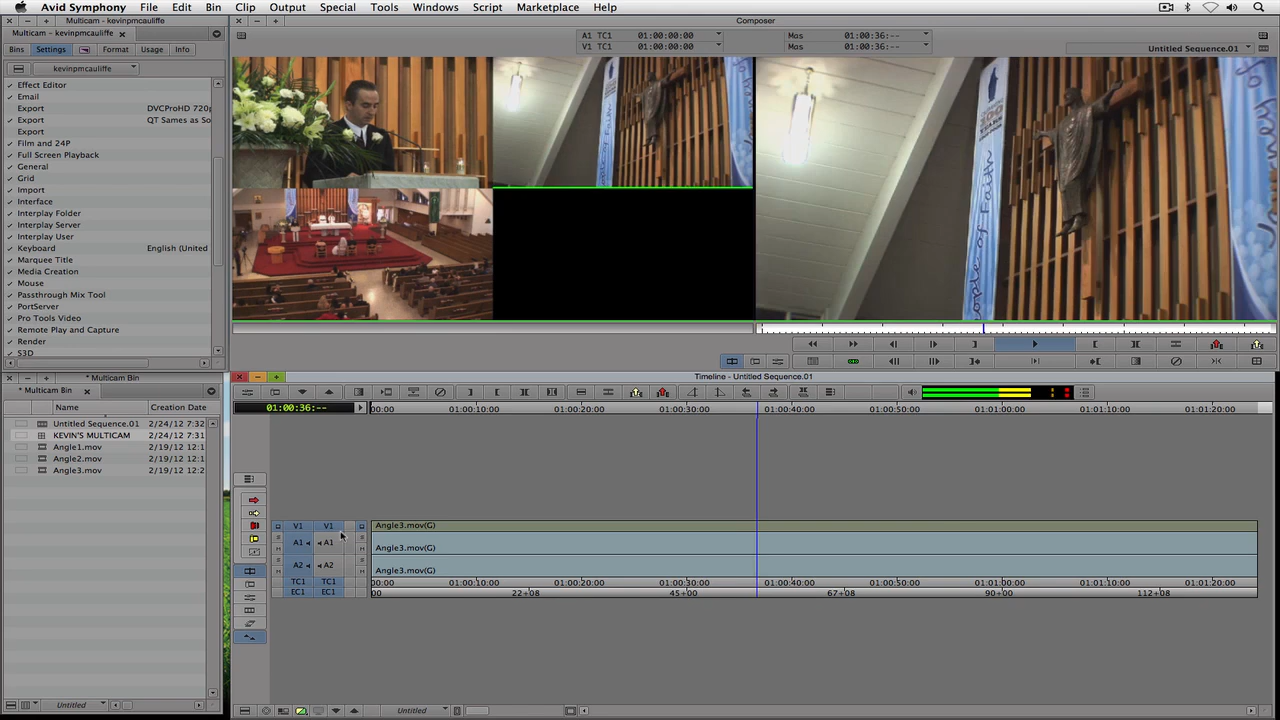 Avid Symphony File Edit Bin Clip Output Special Tools Windows Script Marketplace Help
Multicam - kevinpmcauliffe
Composer
Multicam - kevinpmcauliffe
Bins Settings Format Usage Info
kevinpmcauliffe
Effect Editor
Email
Export DVCProHD 720p
Export QT Sames as So
Export
Film and 24P
Full Screen Playback
General
Grid
Import
Interface
Interplay Folder
Interplay Server
Interplay User
Keyboard English (United
Marquee Title
Media Creation
Mouse
Passthrough Mix Tool
PortServer
Pro Tools Video
Remote Play and Capture
Render
S3D
A1 TC1 01:00:00:00 Mas 01:00:36:--
V1 TC1 01:00:00:00 Mas 01:00:36:--
Untitled Sequence.01
People of Faith
* Multicam Bin
* Multicam Bin
Name Creation Date
Untitled Sequence.01 2/24/12 7:32
KEVIN'S MULTICAM 2/24/12 7:31
Angle1.mov 2/19/12 12:1
Angle2.mov 2/19/12 12:1
Angle3.mov 2/19/12 12:2
Untitled
Timeline - Untitled Sequence.01
01:00:36:--
00:00 01:00:10:00 01:00:20:00 01:00:30:00 01:00:40:00 01:00:50:00 01:01:00:00 01:01:10:00 01:01:20:00
V1 V1 Angle3.mov(G)
A1 A1 Angle3.mov(G)
A2 A2 Angle3.mov(G)
TC1 TC1 00:00 01:00:10:00 01:00:20:00 01:00:30:00 01:00:40:00 01:00:50:00 01:01:00:00 01:01:10:00 01:01:20:00
EC1 EC1 00 22+08 45+00 67+08 90+00 112+08
Untitled